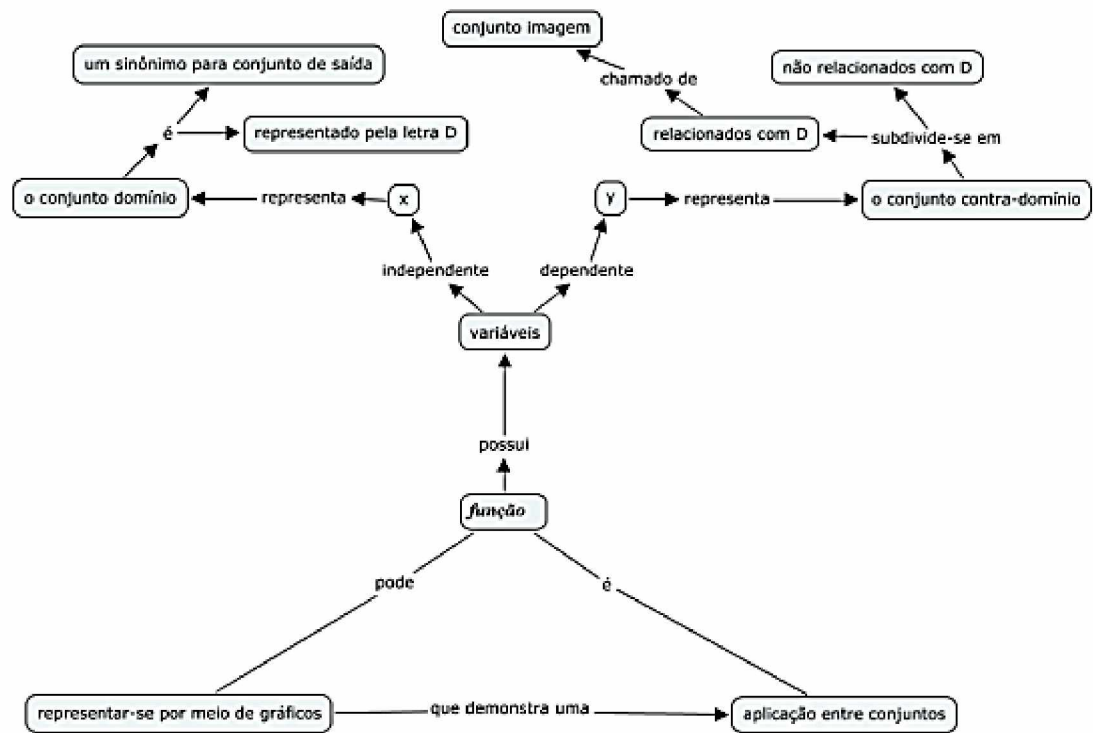 conjunto imagem
um sinônimo para conjunto de saída
chamado de
não relacionados com D
é
representado pela letra D
relacionados com D
subdivide-se em
o conjunto domínio
representa
x
y
representa
o conjunto contra-domínio
independente
dependente
variáveis
possui
função
pode
é
representar-se por meio de gráficos
que demonstra uma
aplicação entre conjuntos